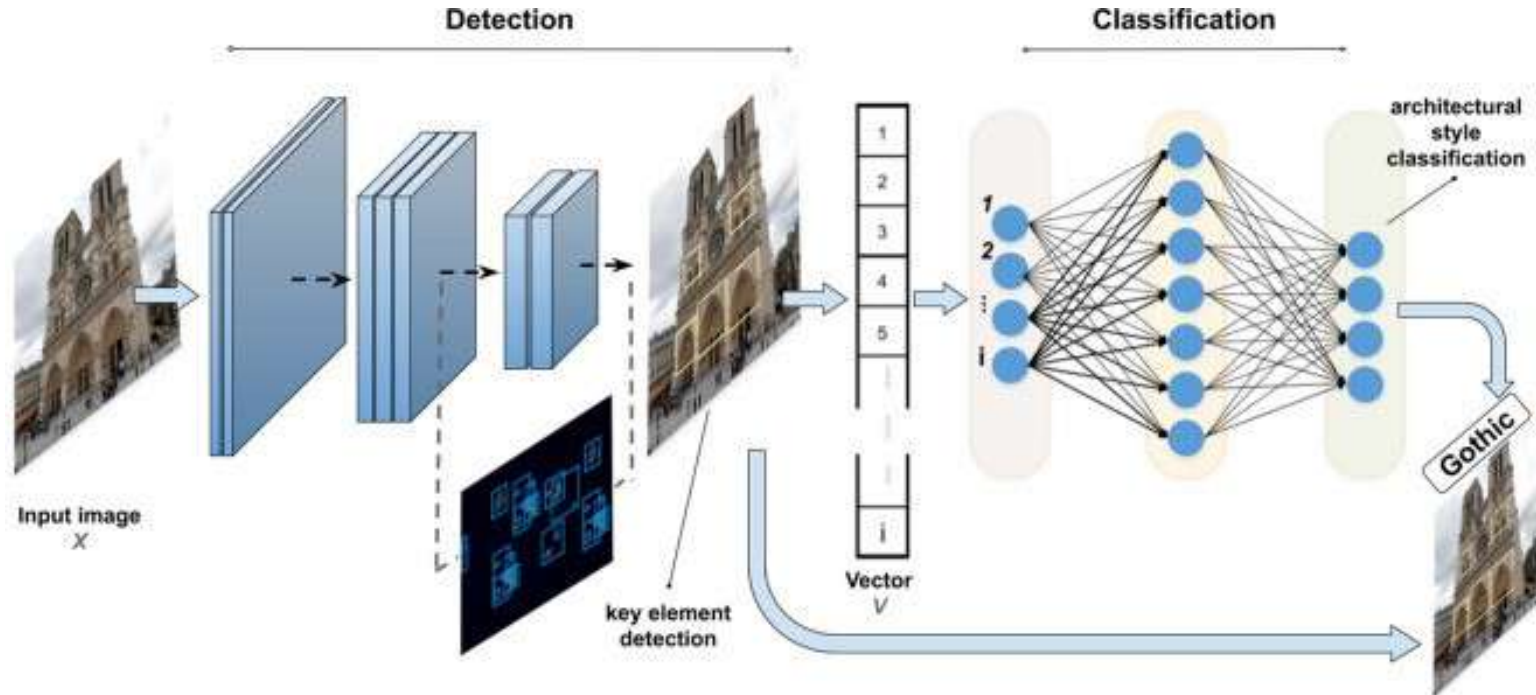 Detection
Classification
architectural
style
classification
1
2
3
4
5
i
1
2
i
Gothic
Input image
X
key element
detection
Vector
V